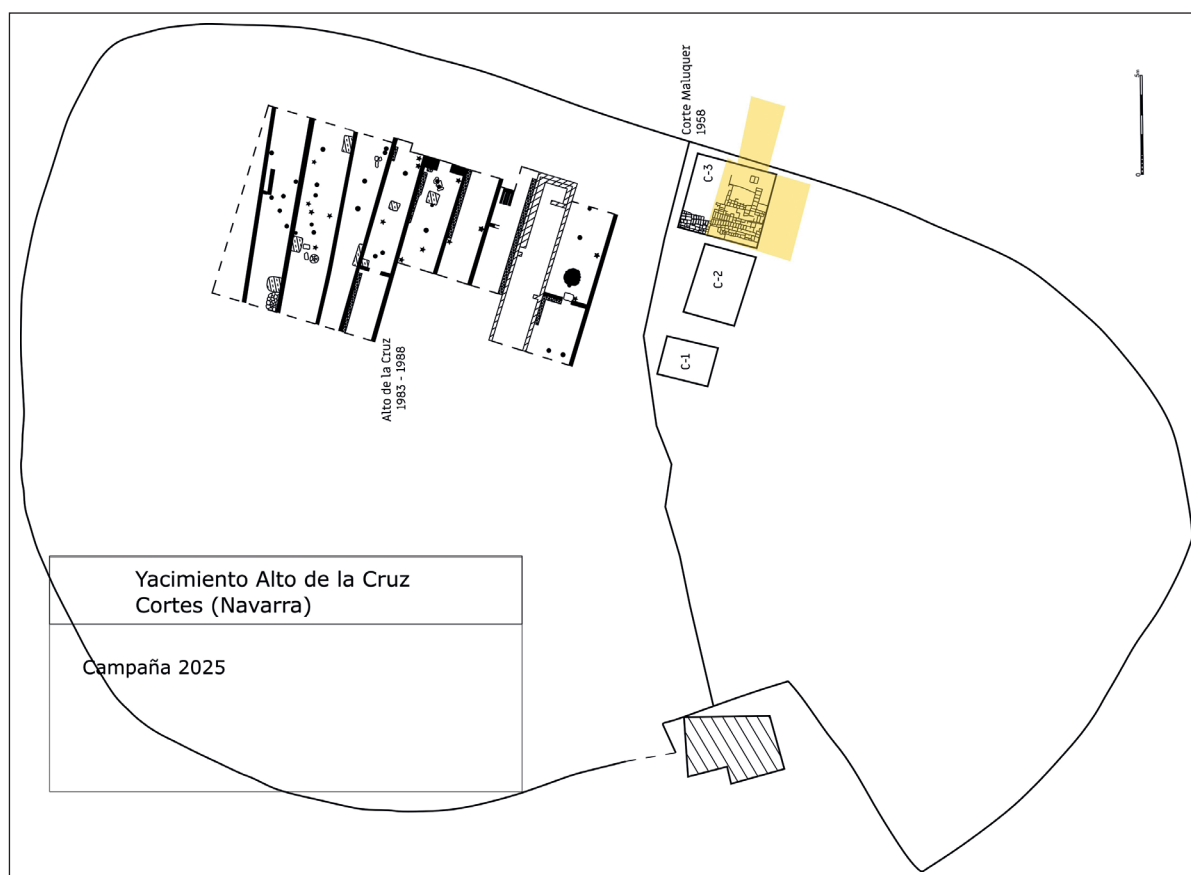 Corte Maluquer
1958
C-3
C-2
C-1
Alto de la Cruz
1983 - 1988
Yacimiento Alto de la Cruz
Cortes (Navarra)
Campaña 2025